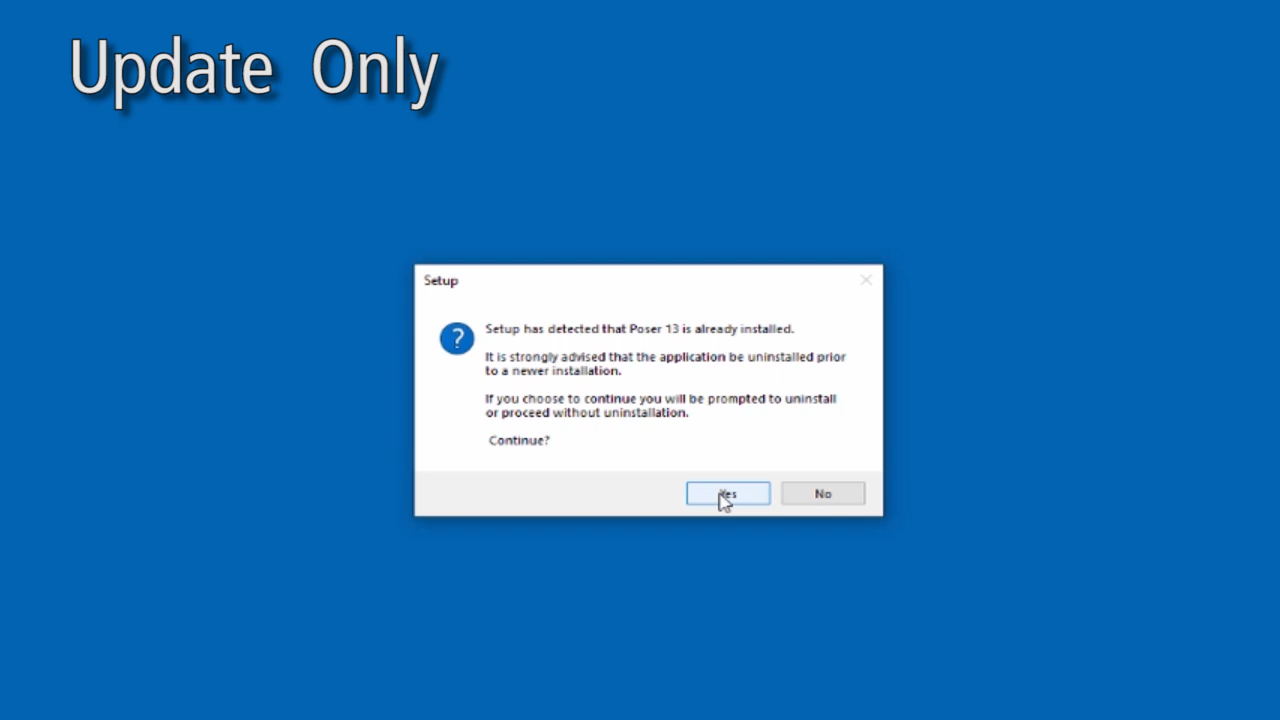 Update Only
Setup
Setup has detected that Poser 13 is already installed.
It is strongly advised that the application be uninstalled prior
to a newer installation.
If you choose to continue you will be prompted to uninstall
or proceed without uninstallation.
Continue?
Yes
No